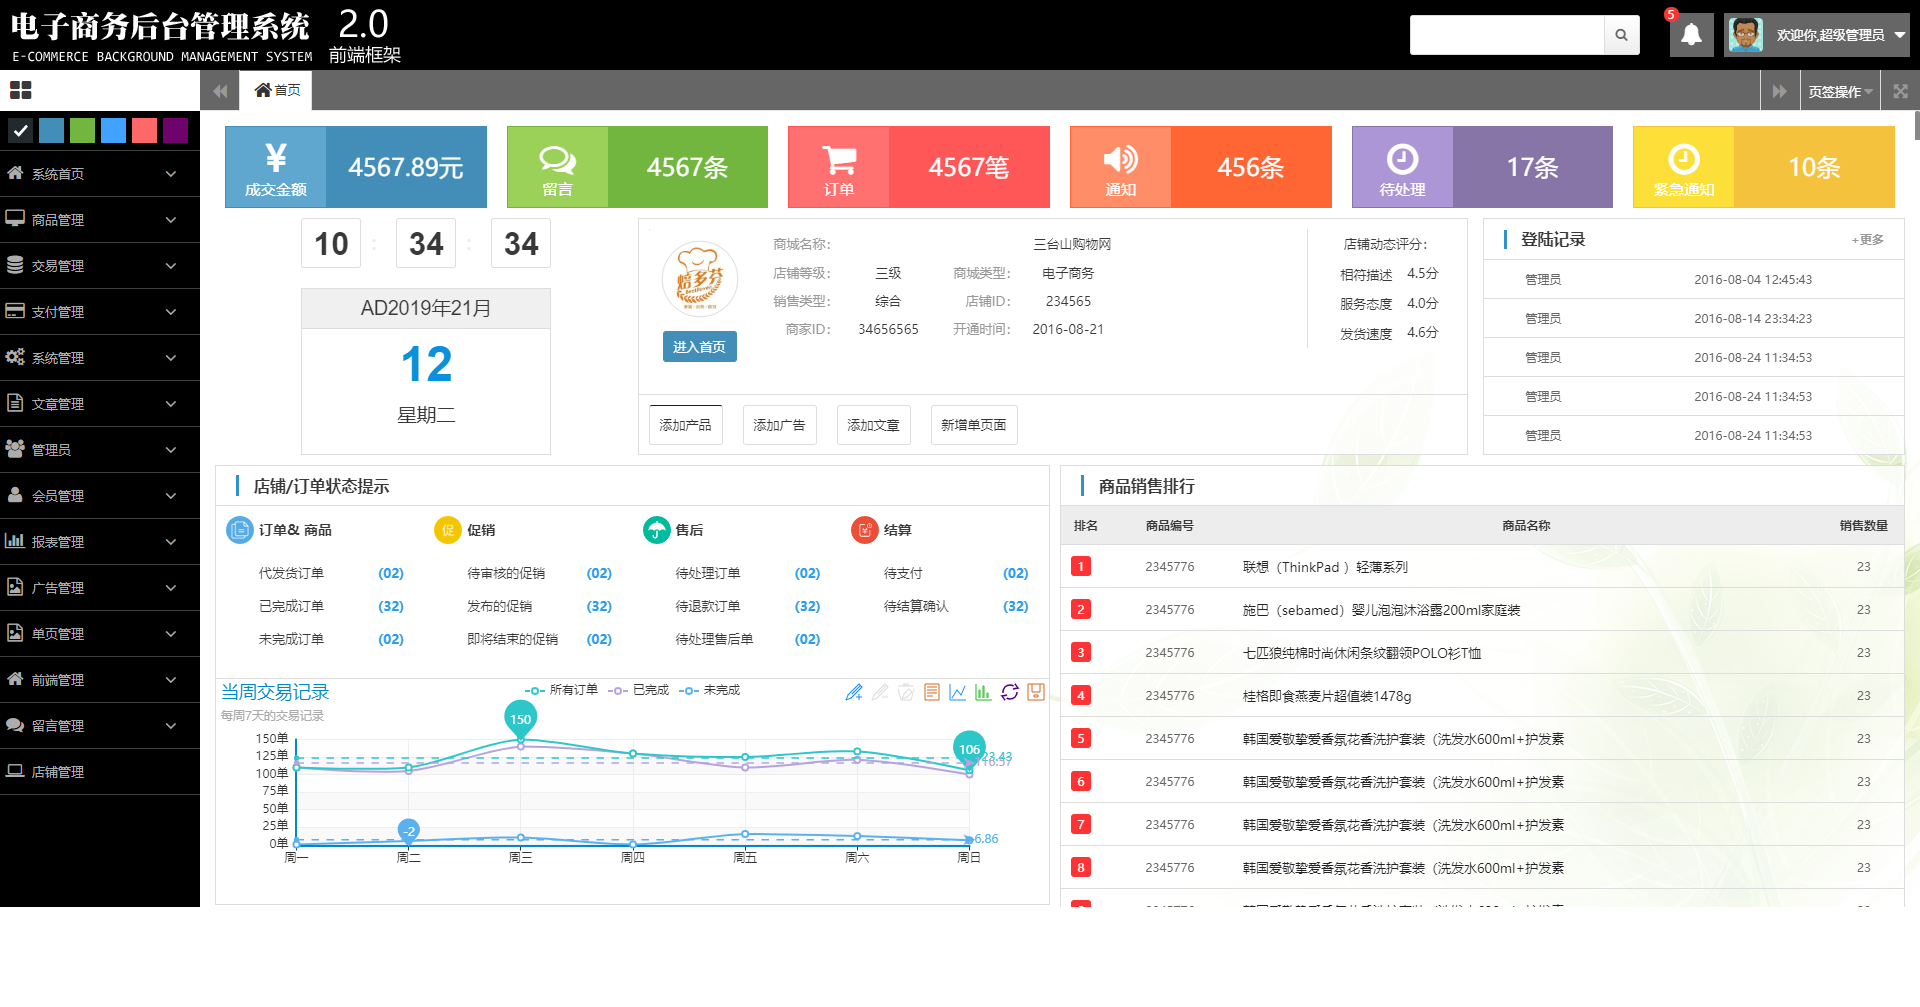 电子商务后台管理系统 2.0
E-COMMERCE BACKGROUND MANAGEMENT SYSTEM 前端框架
5
欢迎你,超级管理员
首页
页签操作
系统首页
商品管理
交易管理
支付管理
系统管理
文章管理
管理员
会员管理
报表管理
广告管理
单页管理
前端管理
留言管理
店铺管理
成交金额 4567.89元
留言 4567条
订单 4567笔
通知 456条
待处理 17条
紧急通知 10条
10 : 34 : 34
AD2019年21月
12
星期二
焙多芬
进入首页
商城名称: 三台山购物网
店铺等级: 三级 商城类型: 电子商务
销售类型: 综合 店铺ID: 234565
商家ID: 34656565 开通时间: 2016-08-21
店铺动态评分:
相符描述 4.5分
服务态度 4.0分
发货速度 4.6分
添加产品 添加广告 添加文章 新增单页面
登陆记录 +更多
管理员 2016-08-04 12:45:43
管理员 2016-08-14 23:34:23
管理员 2016-08-24 11:34:53
管理员 2016-08-24 11:34:53
管理员 2016-08-24 11:34:53
店铺/订单状态提示
订单& 商品
代发货订单 (02)
已完成订单 (32)
未完成订单 (02)
促 促销
待审核的促销 (02)
发布的促销 (32)
即将结束的促销 (02)
售后
待处理订单 (02)
待退款订单 (32)
待处理售后单 (02)
结算
待支付 (02)
待结算确认 (32)
当周交易记录
每周7天的交易记录
所有订单 已完成 未完成
150单
125单
100单
75单
50单
25单
0单
150
106
-2
123.43
116.57
6.86
周一 周二 周三 周四 周五 周六 周日
商品销售排行
排名 商品编号 商品名称 销售数量
1 2345776 联想（ThinkPad ）轻薄系列 23
2 2345776 施巴（sebamed）婴儿泡泡沐浴露200ml家庭装 23
3 2345776 七匹狼纯棉时尚休闲条纹翻领POLO衫T恤 23
4 2345776 桂格即食燕麦片超值装1478g 23
5 2345776 韩国爱敬挚爱香氛花香洗护套装（洗发水600ml+护发素 23
6 2345776 韩国爱敬挚爱香氛花香洗护套装（洗发水600ml+护发素 23
7 2345776 韩国爱敬挚爱香氛花香洗护套装（洗发水600ml+护发素 23
8 2345776 韩国爱敬挚爱香氛花香洗护套装（洗发水600ml+护发素 23